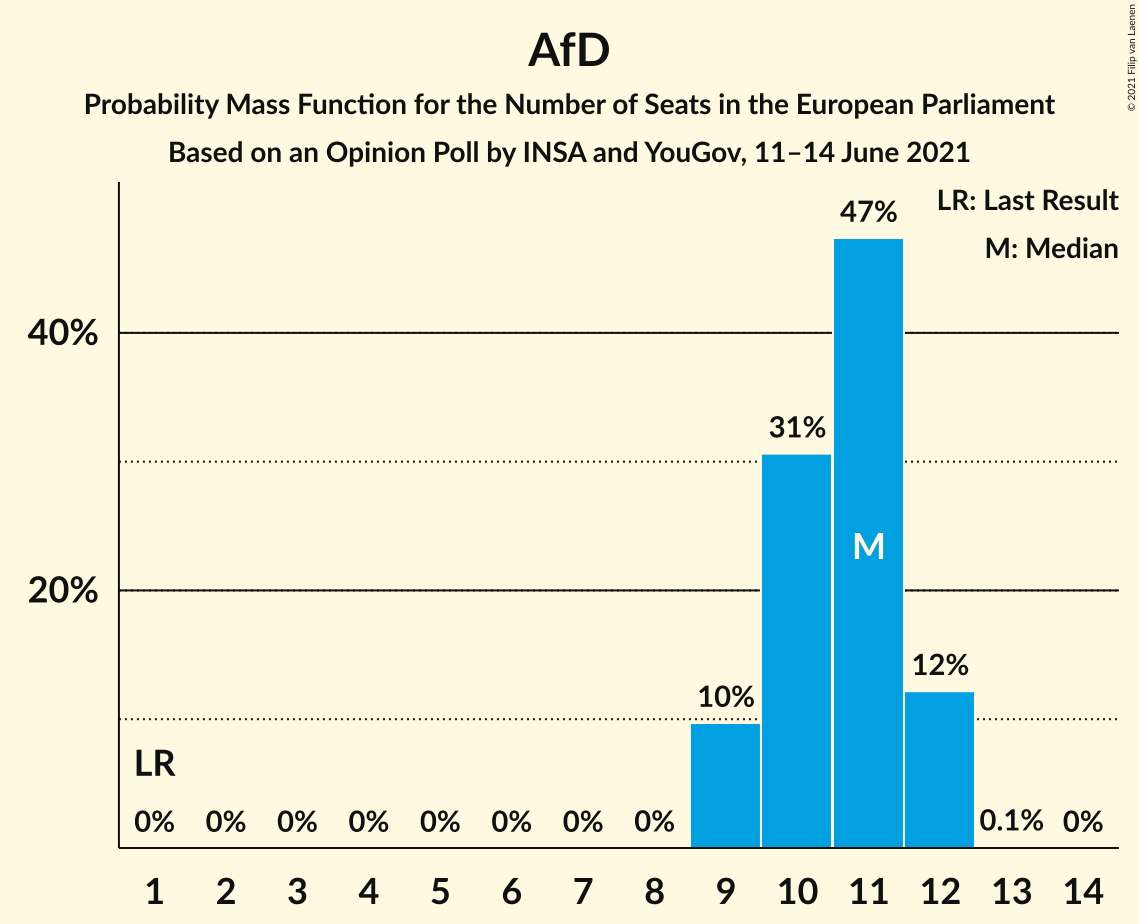 AfD
Probability Mass Function for the Number of Seats in the European Parliament
Based on an Opinion Poll by INSA and YouGov, 11–14 June 2021
© 2021 Filip van Laenen
LR: Last Result
M: Median
40%
20%
47%
31%
M
12%
10%
LR
0% 0% 0% 0% 0% 0% 0% 0% 0.1% 0%
1 2 3 4 5 6 7 8 9 10 11 12 13 14